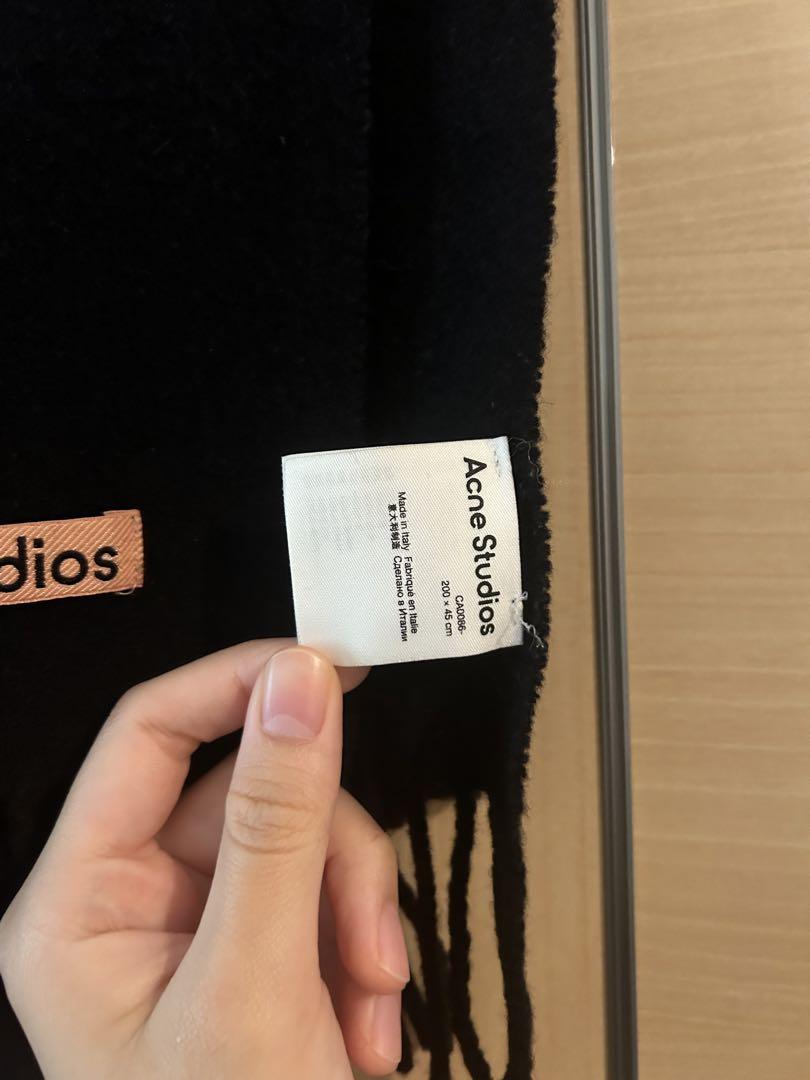 Acne Studios
CA0086-
200 × 45 cm
Made in Italy Fabriqué en Italie
意大利制造 Сделано в Италии
dios